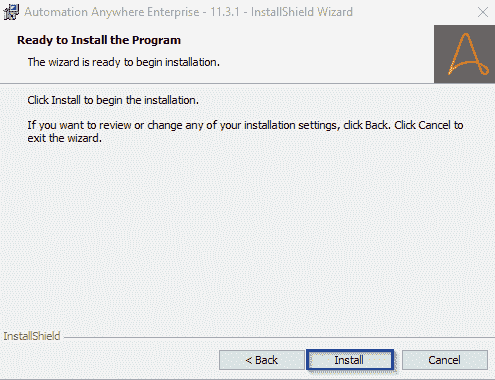 Automation Anywhere Enterprise - 11.3.1 - InstallShield Wizard
Ready to Install the Program
The wizard is ready to begin installation.
Click Install to begin the installation.
If you want to review or change any of your installation settings, click Back. Click Cancel to
exit the wizard.
InstallShield
< Back Install Cancel